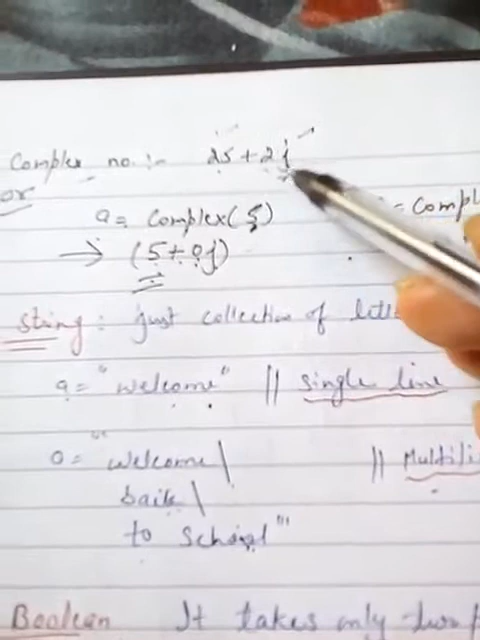 Complex no. :- 25+2j
or
a = complex(5) = compl
→ (5+0j)
string : just collection of lette
a = "welcome" || single line
a = """welcome\ || Multili
back\
to school"""
Boolean It takes only two p